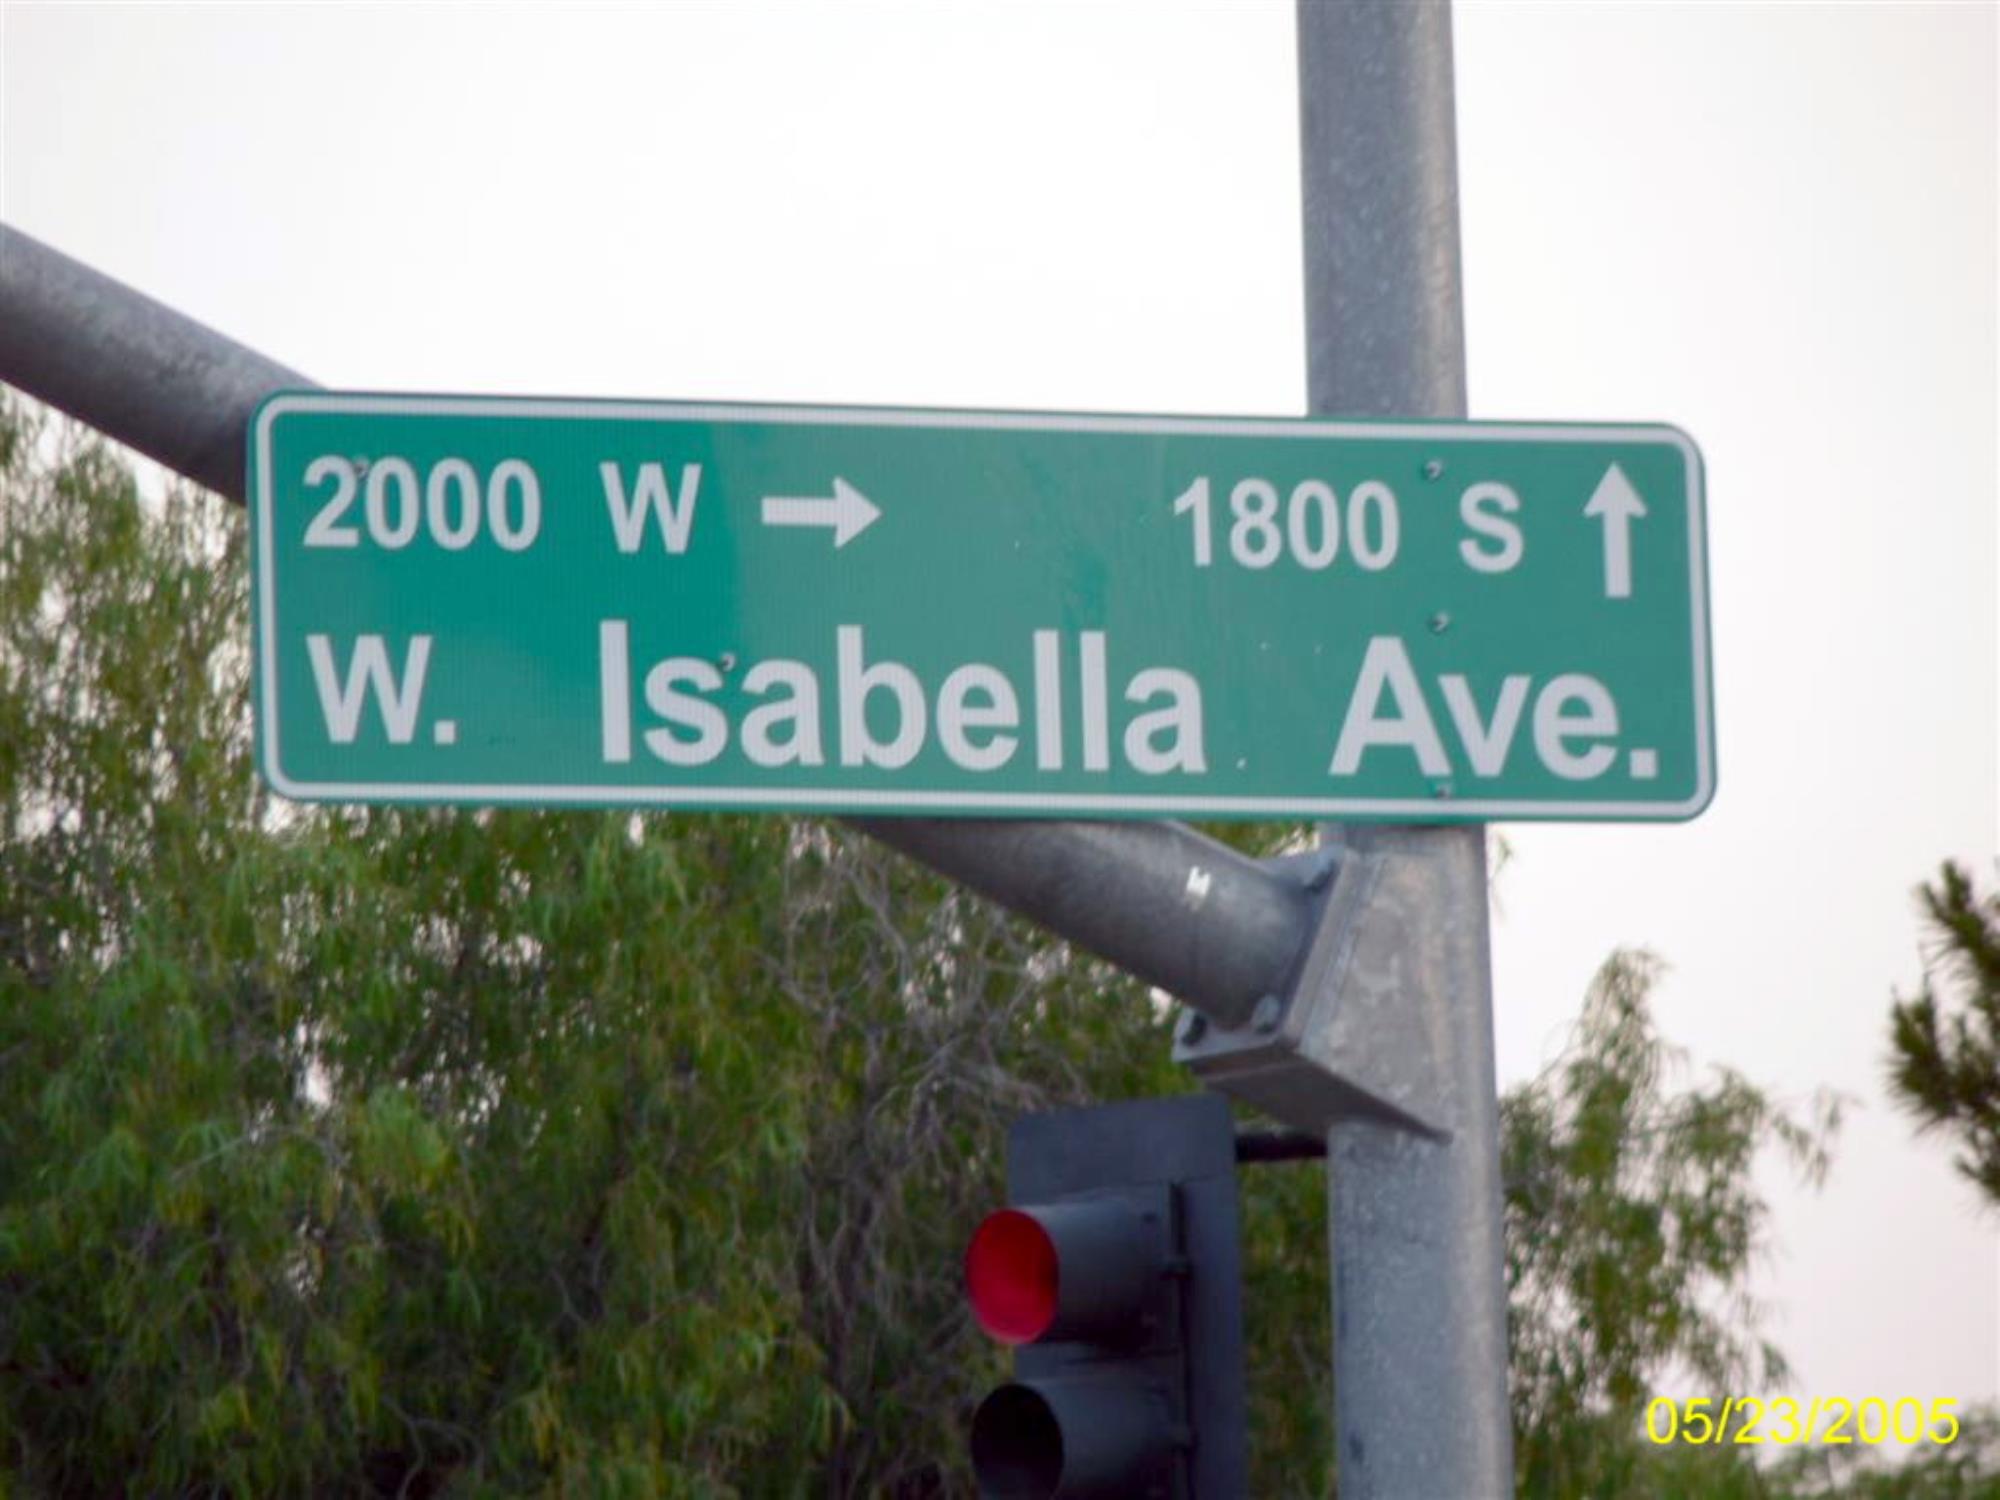 2000 W → 1800 S ↑
W. Isabella Ave.
05/23/2005